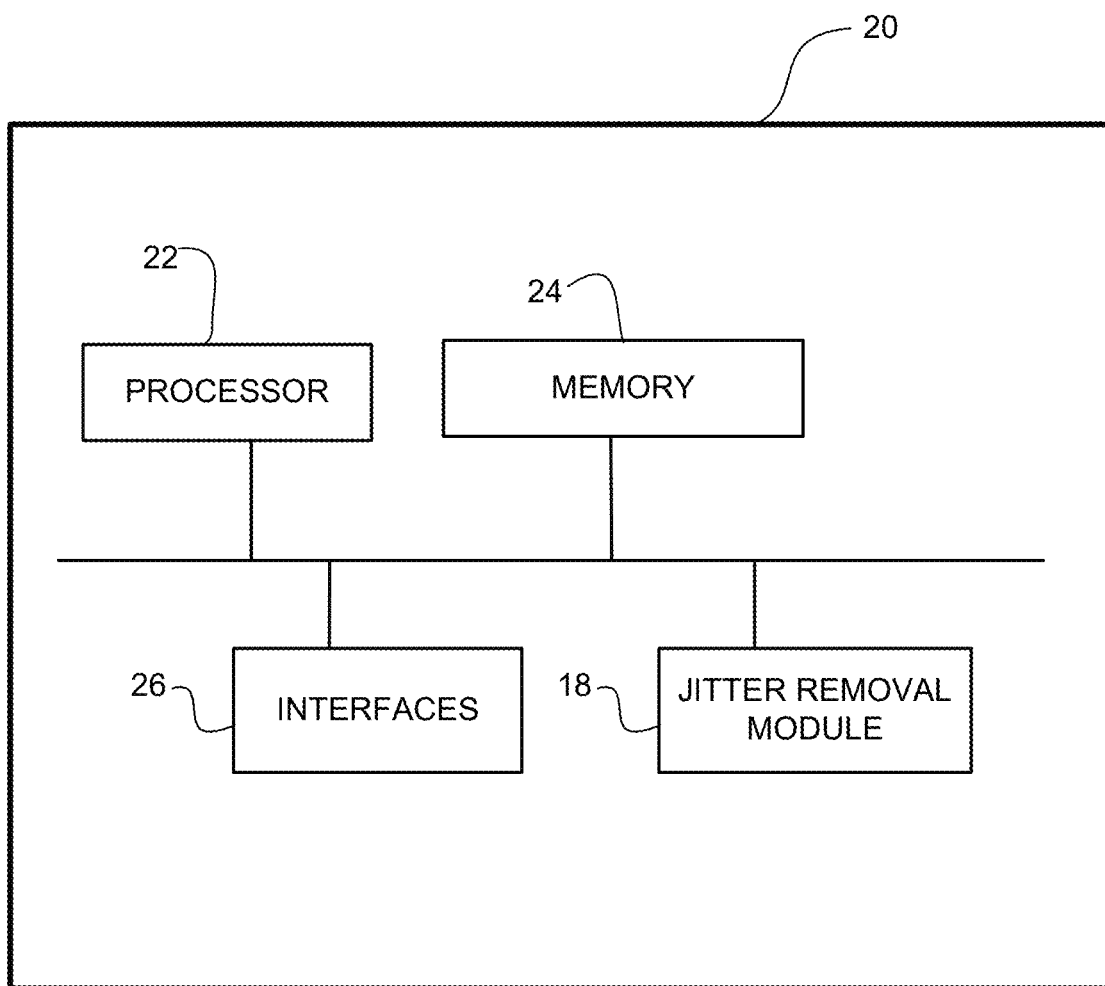 20
22
24
PROCESSOR
MEMORY
26
INTERFACES
18
JITTER REMOVAL
MODULE